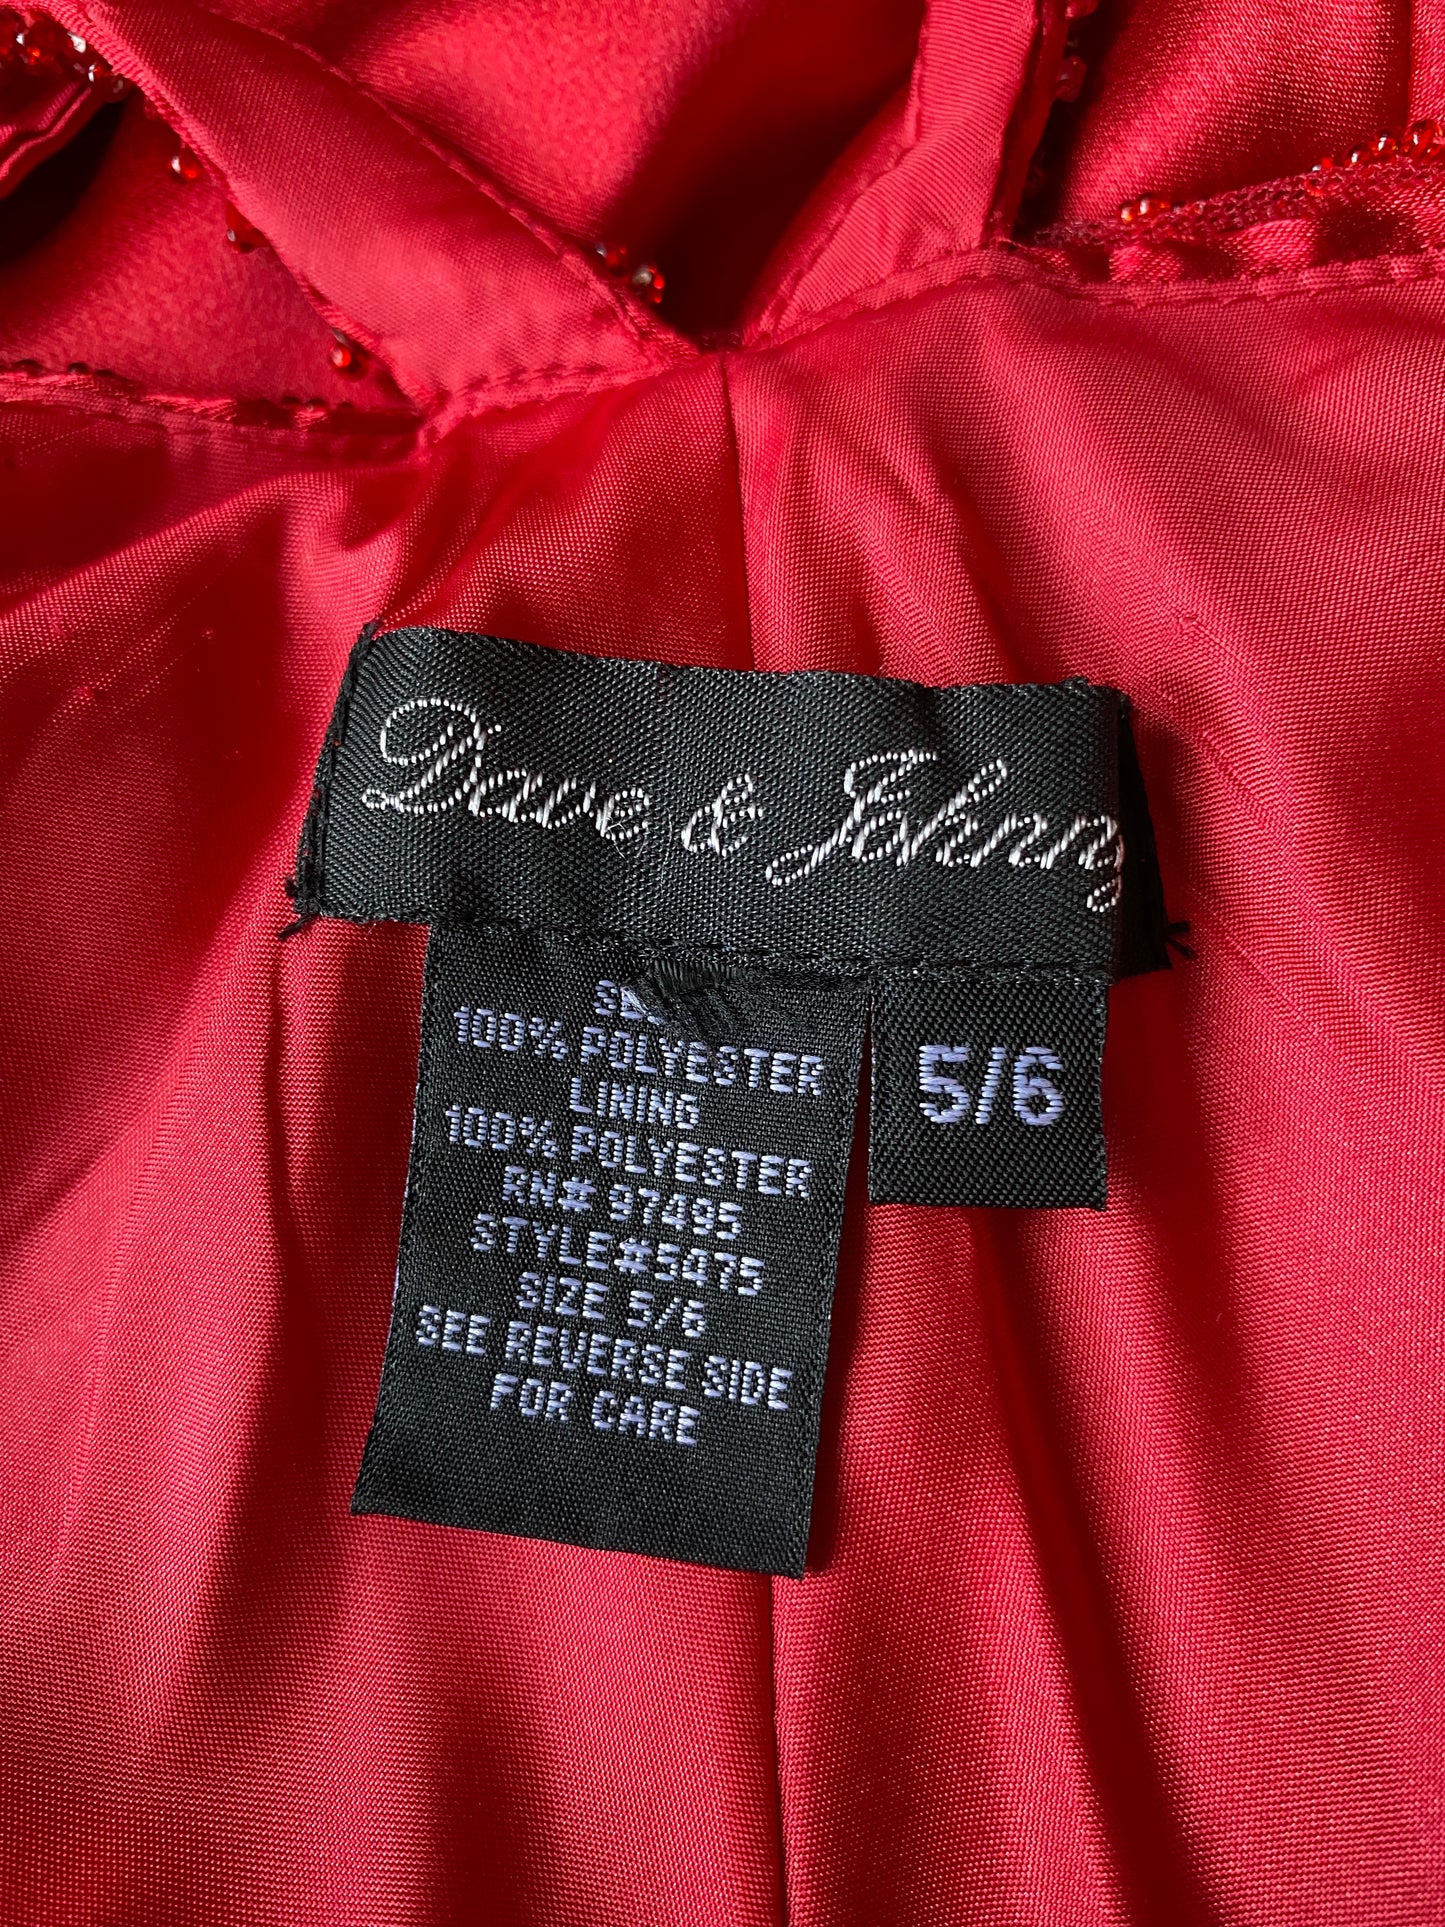 Dave & Johnny
100% POLYESTER
LINING
100% POLYESTER
RN# 97495
STYLE#5475
SIZE 5/6
SEE REVERSE SIDE
FOR CARE
5/6